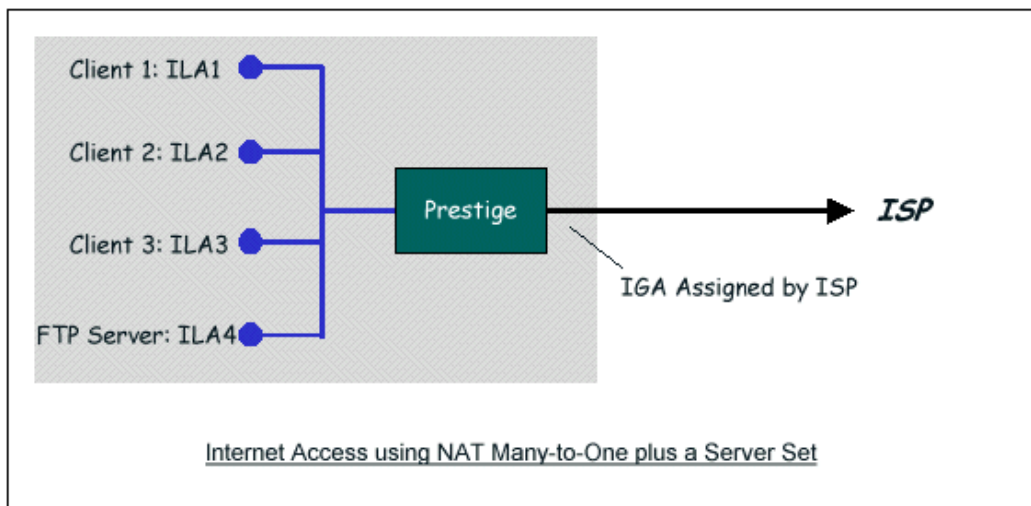 Client 1: ILA1
Client 2: ILA2
Client 3: ILA3
FTP Server: ILA4
Prestige
ISP
IGA Assigned by ISP
Internet Access using NAT Many-to-One plus a Server Set